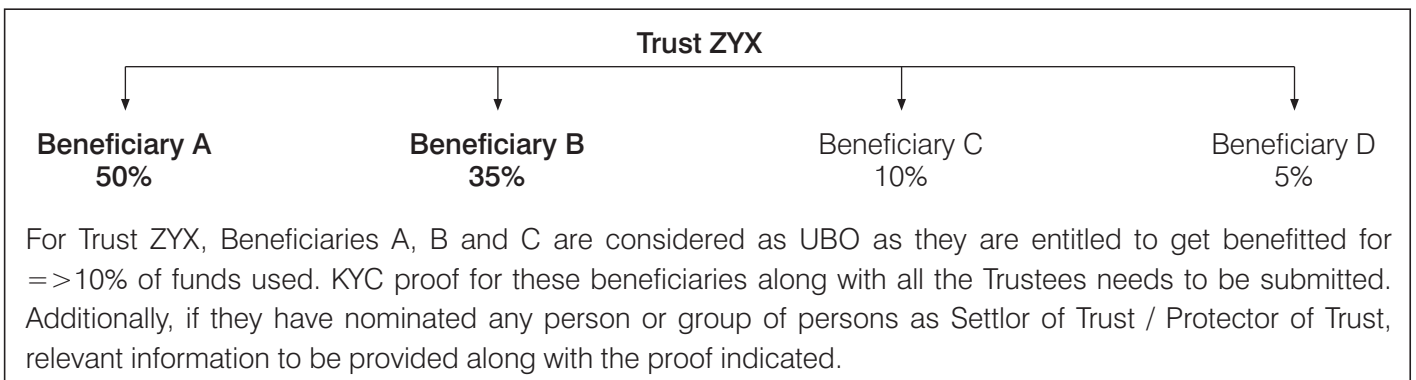 Trust ZYX
Beneficiary A Beneficiary B Beneficiary C Beneficiary D
50% 35% 10% 5%
For Trust ZYX, Beneficiaries A, B and C are considered as UBO as they are entitled to get benefitted for
=>10% of funds used. KYC proof for these beneficiaries along with all the Trustees needs to be submitted.
Additionally, if they have nominated any person or group of persons as Settlor of Trust / Protector of Trust,
relevant information to be provided along with the proof indicated.